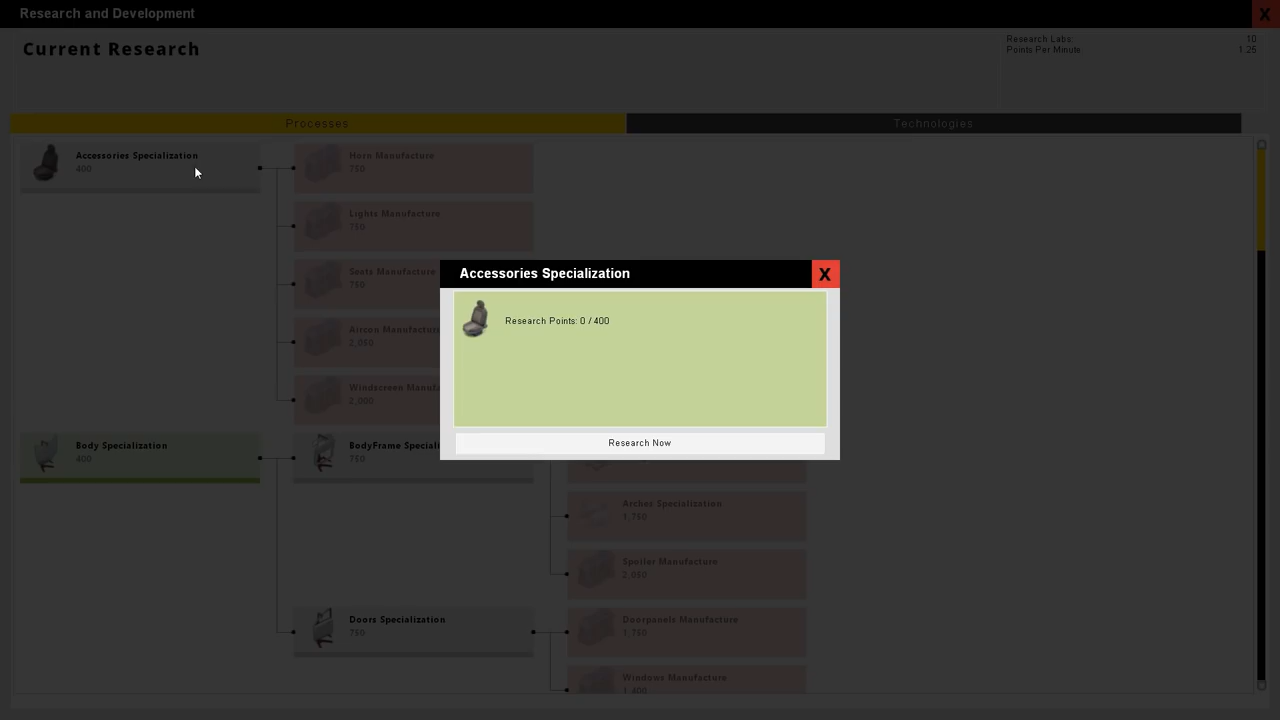 Research and Development
X
Current Research
Research Labs: 10
Points Per Minute: 1.25
Processes
Technologies
Accessories Specialization
400
Horn Manufacture
750
Lights Manufacture
750
Seats Manufacture
750
Accessories Specialization
X
Research Points: 0 / 400
Aircon Manufacture
2,050
Windscreen Manufa
2,000
Research Now
Body Specialization
400
BodyFrame Speciali
750
Arches Specialization
1,750
Spoiler Manufacture
2,050
Doors Specialization
750
Doorpanels Manufacture
1,750
Windows Manufacture
1,400